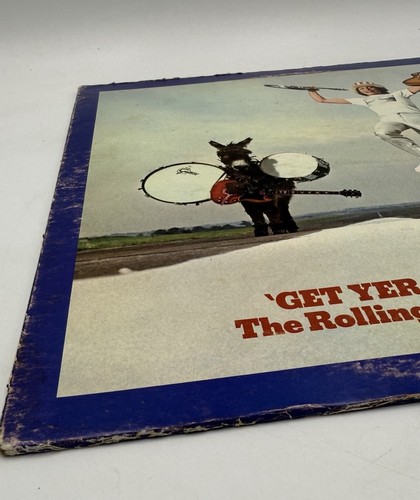 'GET YER
The Rolling